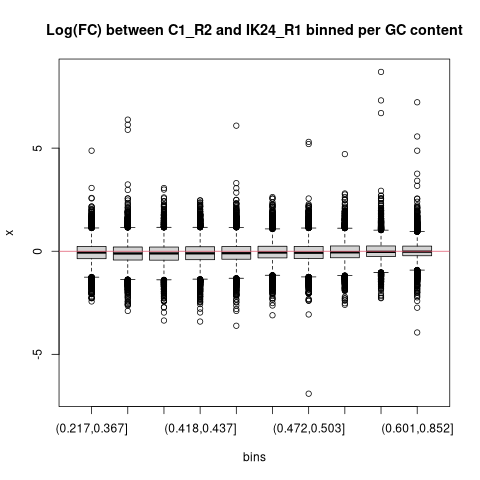 Log(FC) between C1_R2 and IK24_R1 binned per GC content
x
5
0
-5
(0.217,0.367] (0.418,0.437] (0.472,0.503] (0.601,0.852]
bins